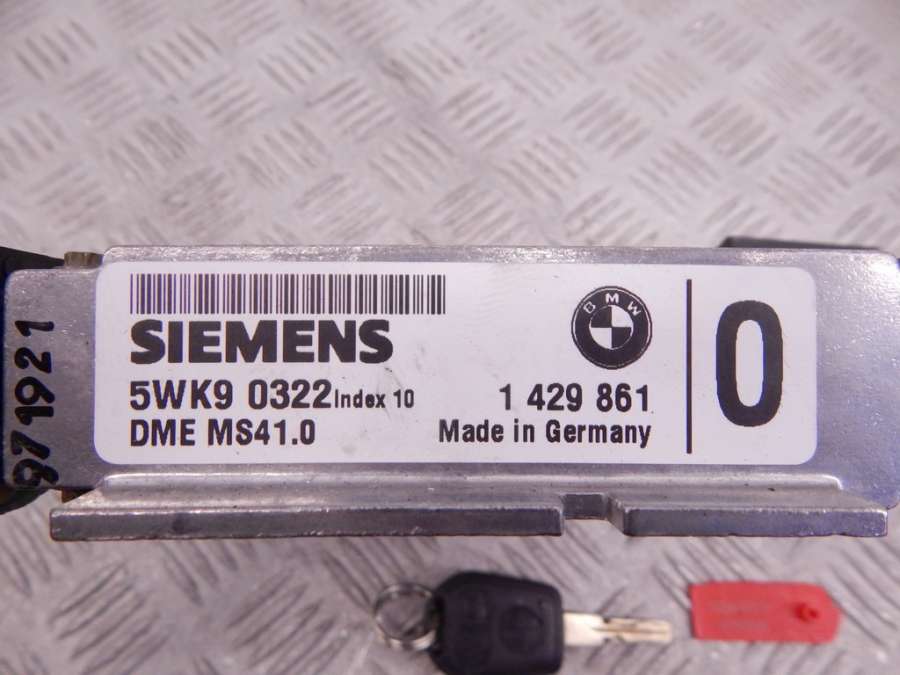 SIEMENS
BMW
0
5WK9 0322 Index 10
1 429 861
DME MS41.0
Made in Germany
971921